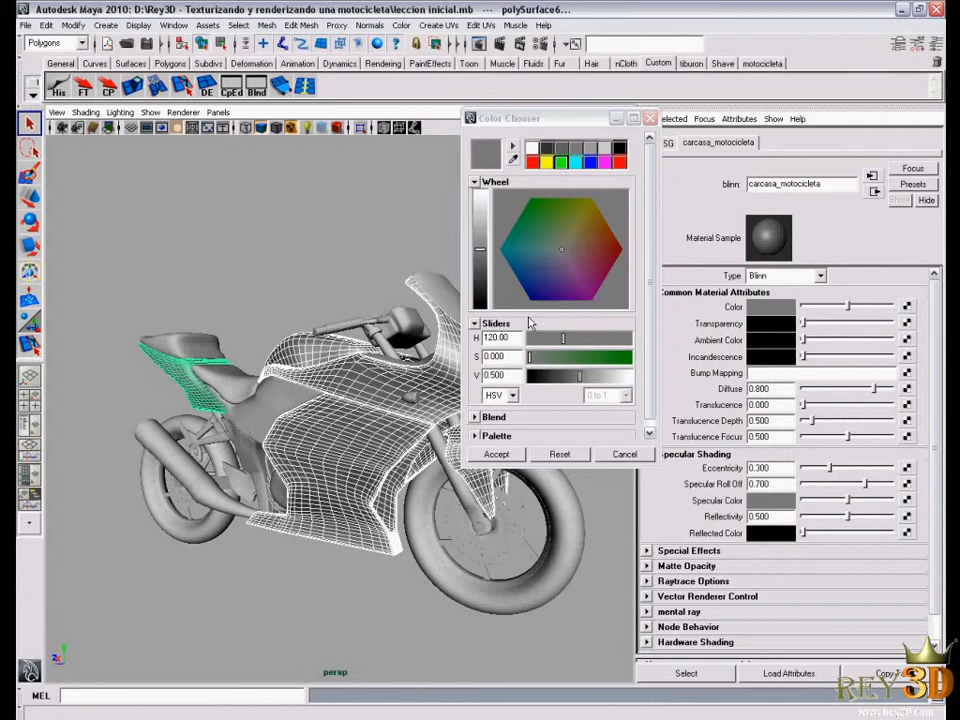 Autodesk Maya 2010: D:\Rey3D - Texturizando y renderizando una motocicleta\leccion inicial.mb - polySurface6...
File Edit Modify Create Display Window Assets Select Mesh Edit Mesh Proxy Normals Color Create UVs Edit UVs Muscle Help
Polygons
General Curves Surfaces Polygons Subdivs Deformation Animation Dynamics Rendering PaintEffects Toon Muscle Fluids Fur Hair nCloth Custom tiburon Shave motocicleta
His FT CP DE CpEd Blnd
View Shading Lighting Show Renderer Panels
Color Chooser
Wheel
Sliders
H 120.00
S 0.000
V 0.500
HSV 0 to 1
Blend
Palette
Accept Reset Cancel
elected Focus Attributes Show Help
SG carcasa_motocicleta
blinn: carcasa_motocicleta
Focus
Presets
Show Hide
Material Sample
Type Blinn
Common Material Attributes
Color
Transparency
Ambient Color
Incandescence
Bump Mapping
Diffuse 0.800
Translucence 0.000
Translucence Depth 0.500
Translucence Focus 0.500
Specular Shading
Eccentricity 0.300
Specular Roll Off 0.700
Specular Color
Reflectivity 0.500
Reflected Color
Special Effects
Matte Opacity
Raytrace Options
Vector Renderer Control
mental ray
Node Behavior
Hardware Shading
Select Load Attributes
persp
MEL
REY3D